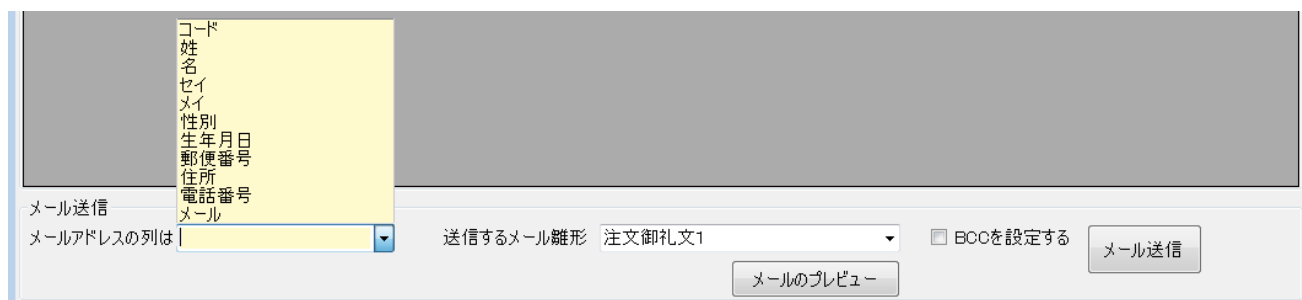 コード
姓
名
セイ
メイ
性別
生年月日
郵便番号
住所
電話番号
メール
メール送信
メールアドレスの列は
送信するメール雛形 注文御礼文1
BCCを設定する
メール送信
メールのプレビュー